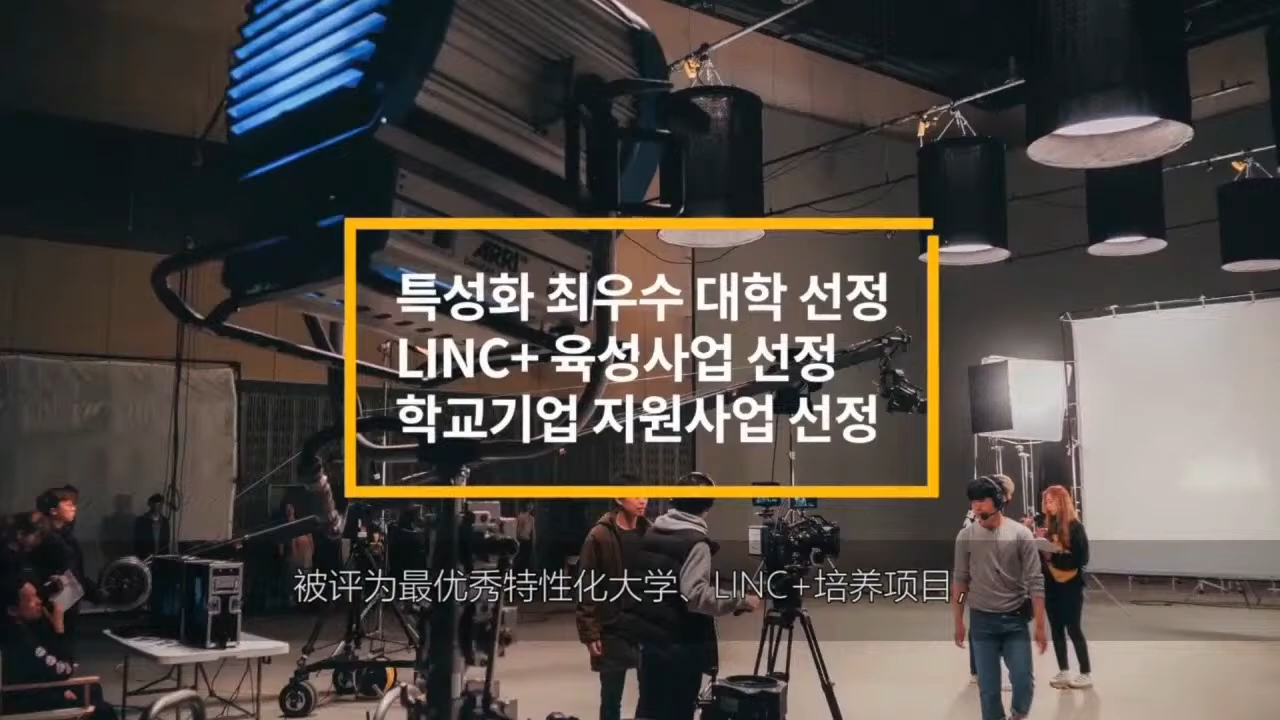 ARRI
특성화 최우수 대학 선정
LINC+ 육성사업 선정
학교기업 지원사업 선정
被评为最优秀特性化大学、LINC+培养项目，